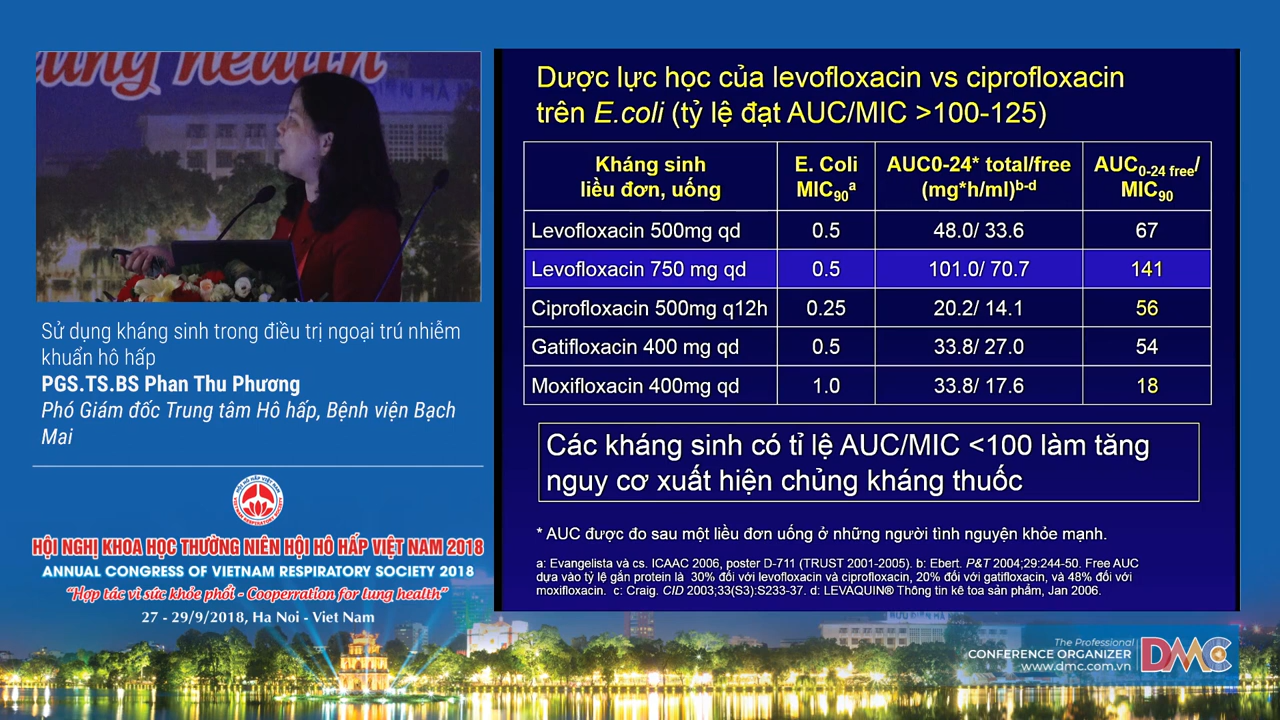 lung health
Sử dụng kháng sinh trong điều trị ngoại trú nhiễm
khuẩn hô hấp
PGS.TS.BS Phan Thu Phương
Phó Giám đốc Trung tâm Hô hấp, Bệnh viện Bạch
Mai
HỘI NGHỊ KHOA HỌC THƯỜNG NIÊN HỘI HÔ HẤP VIỆT NAM 2018
ANNUAL CONGRESS OF VIETNAM RESPIRATORY SOCIETY 2018
"Hợp tác vì sức khỏe phổi - Cooperration for lung health"
27 - 29/9/2018, Ha Noi - Viet Nam
Dược lực học của levofloxacin vs ciprofloxacin
trên E.coli (tỷ lệ đạt AUC/MIC >100-125)
Kháng sinh liều đơn, uống E. Coli MIC90a AUC0-24* total/free (mg*h/ml)b-d AUC0-24 free/ MIC90
Levofloxacin 500mg qd 0.5 48.0/ 33.6 67
Levofloxacin 750 mg qd 0.5 101.0/ 70.7 141
Ciprofloxacin 500mg q12h 0.25 20.2/ 14.1 56
Gatifloxacin 400 mg qd 0.5 33.8/ 27.0 54
Moxifloxacin 400mg qd 1.0 33.8/ 17.6 18
Các kháng sinh có tỉ lệ AUC/MIC <100 làm tăng
nguy cơ xuất hiện chủng kháng thuốc
* AUC được đo sau một liều đơn uống ở những người tình nguyện khỏe mạnh.
a: Evangelista và cs. ICAAC 2006, poster D-711 (TRUST 2001-2005). b: Ebert. P&T 2004;29:244-50. Free AUC
dựa vào tỷ lệ gắn protein là 30% đối với levofloxacin và ciprofloxacin, 20% đối với gatifloxacin, và 48% đối với
moxifloxacin. c: Craig. CID 2003;33(S3):S233-37. d: LEVAQUIN® Thông tin kê toa sản phẩm, Jan 2006.
The Professional
CONFERENCE ORGANIZER
www.dmc.com.vn
DMC